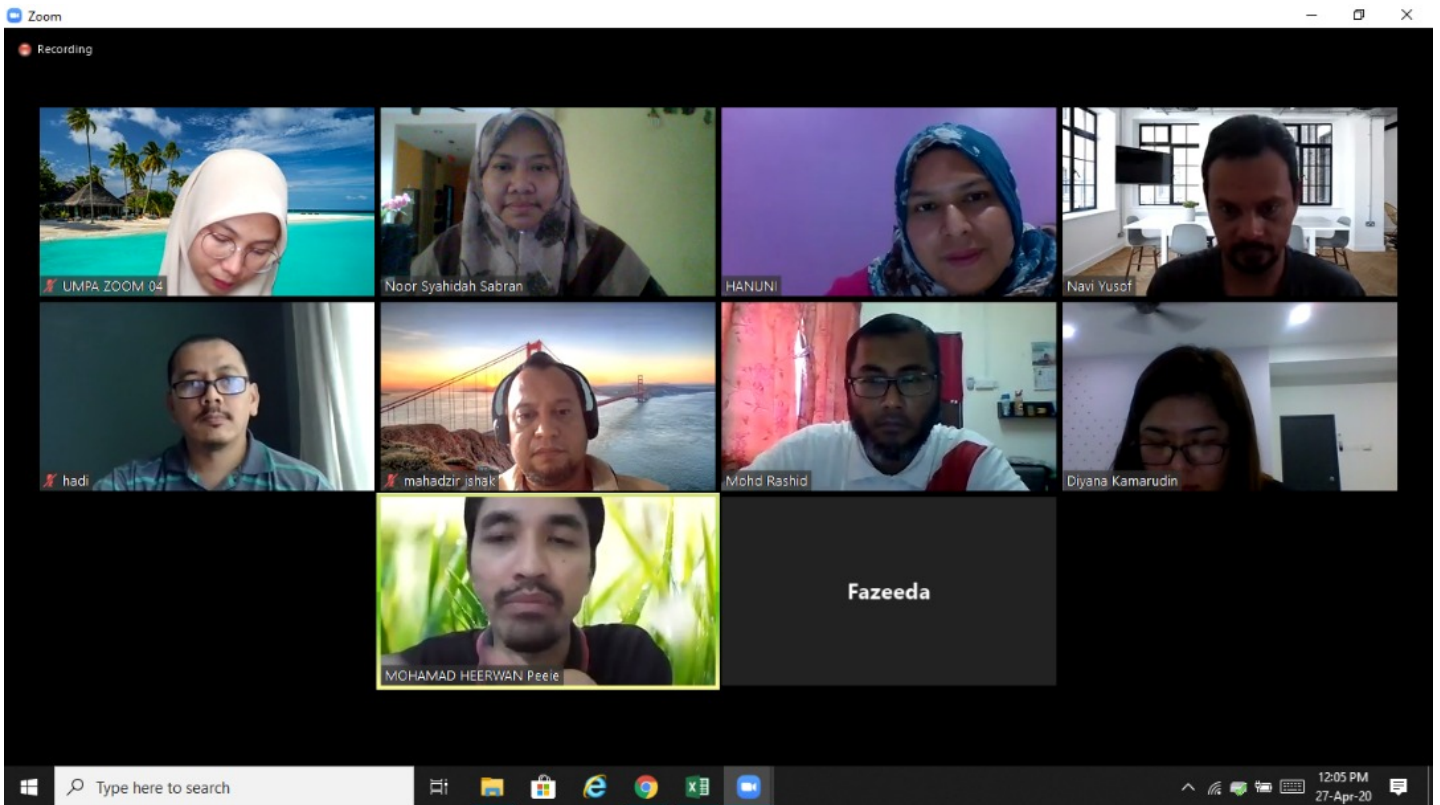 Zoom
Recording
UMPA ZOOM 04
Noor Syahidah Sabran
HANUNI
Navi Yusof
hadi
mahadzir ishak
Mohd Rashid
Diyana Kamarudin
MOHAMAD HEERWAN Peeie
Fazeeda
Type here to search
12:05 PM
27-Apr-20